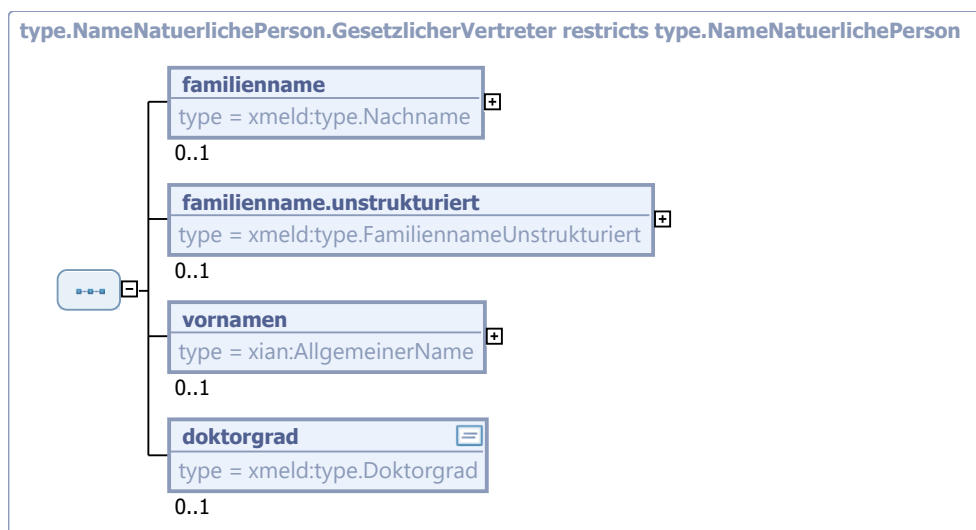 type.NameNatuerlichePerson.GesetzlicherVertreter restricts type.NameNatuerlichePerson
familienname
type = xmeld:type.Nachname
0..1
familienname.unstrukturiert
type = xmeld:type.FamiliennameUnstrukturiert
0..1
vornamen
type = xian:AllgemeinerName
0..1
doktorgrad
type = xmeld:type.Doktorgrad
0..1